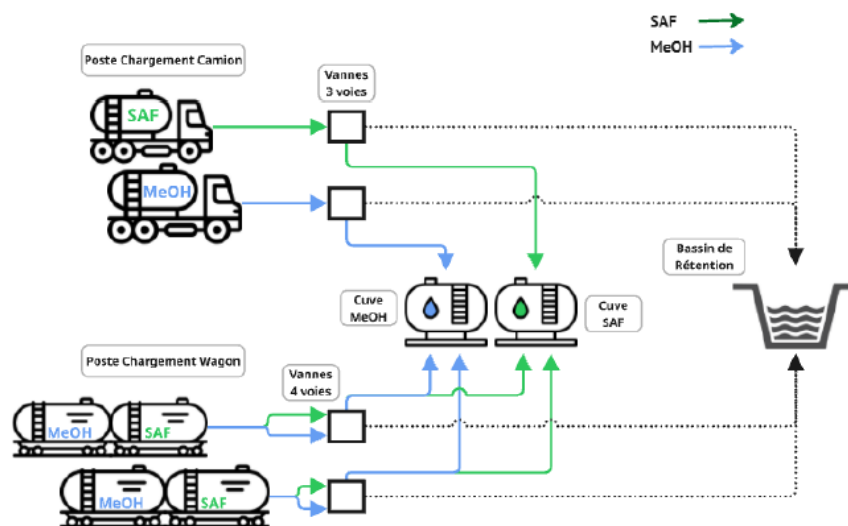 SAF
MeOH
Poste Chargement Camion
Vannes
3 voies
SAF
MeOH
Bassin de
Rétention
Cuve
MeOH
Cuve
SAF
Poste Chargement Wagon
Vannes
4 voies
MeOH
SAF
MeOH
SAF